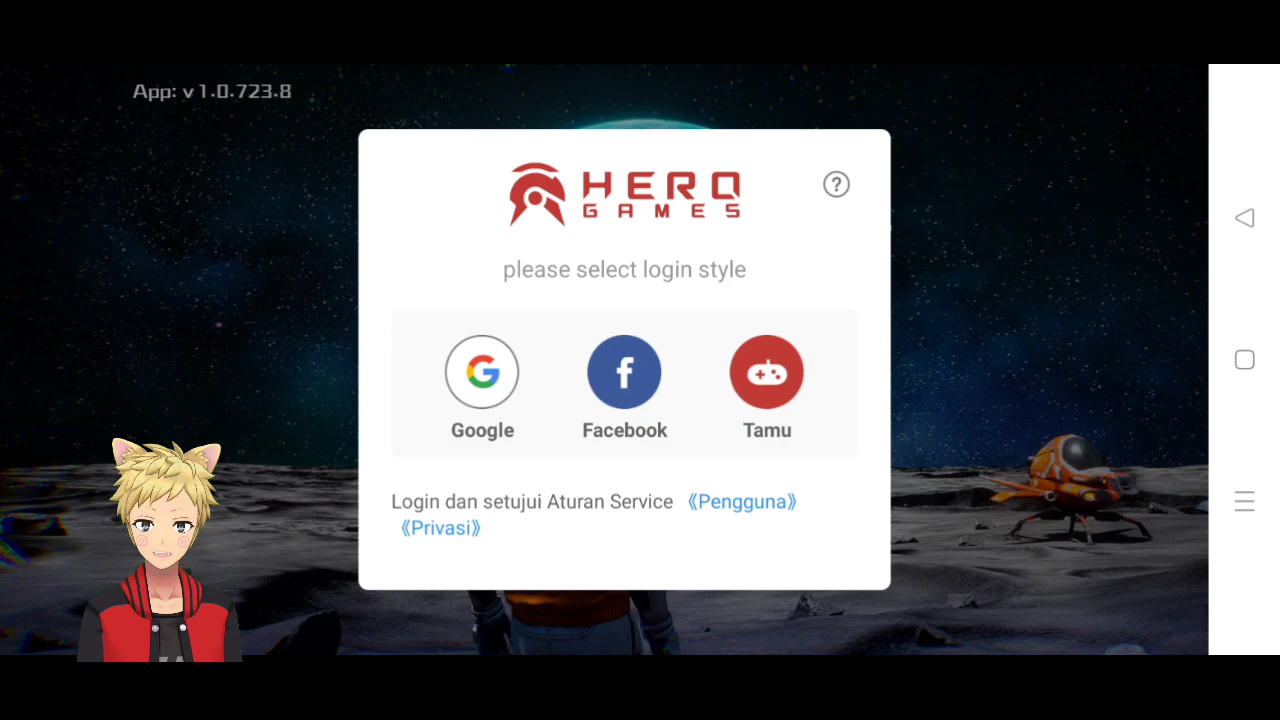 App: v 1.0.723.8
HERO
GAMES
please select login style
Google
Facebook
Tamu
Login dan setujui Aturan Service 《Pengguna》
《Privasi》